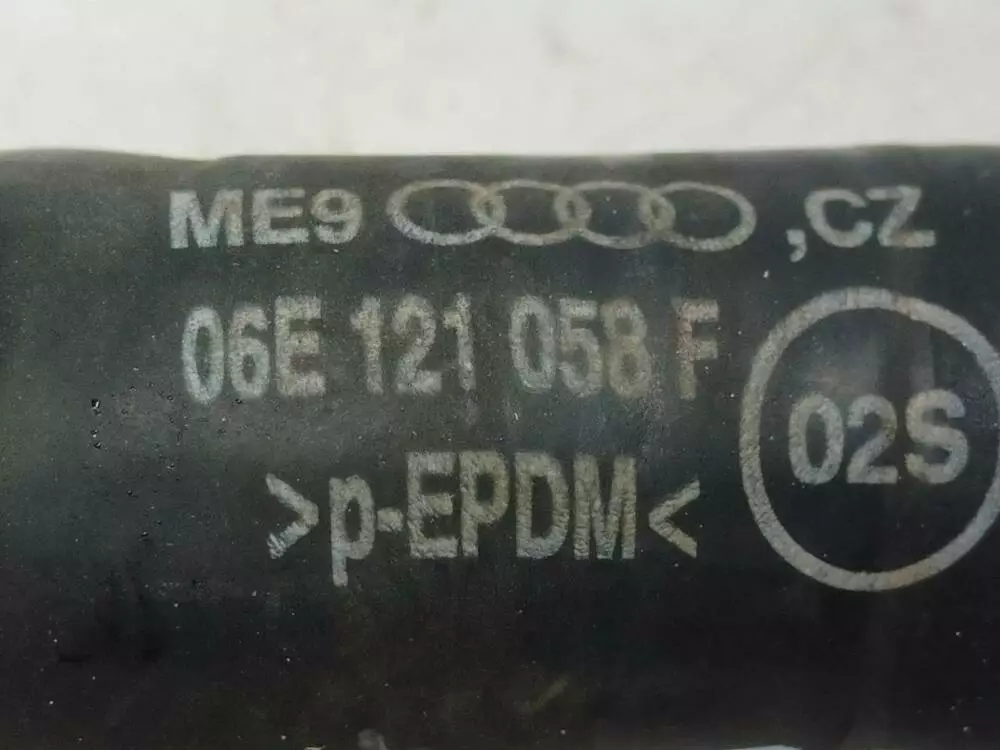 ME9 ,CZ
06E 121 058 F
02S
>p-EPDM<